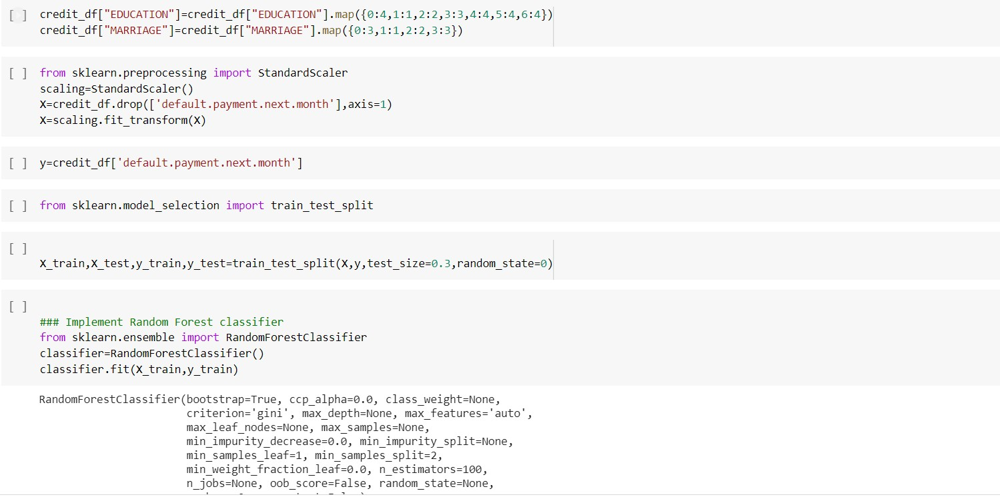 [ ] credit_df["EDUCATION"]=credit_df["EDUCATION"].map({0:4,1:1,2:2,3:3,4:4,5:4,6:4})
credit_df["MARRIAGE"]=credit_df["MARRIAGE"].map({0:3,1:1,2:2,3:3})
[ ] from sklearn.preprocessing import StandardScaler
scaling=StandardScaler()
X=credit_df.drop(['default.payment.next.month'],axis=1)
X=scaling.fit_transform(X)
[ ] y=credit_df['default.payment.next.month']
[ ] from sklearn.model_selection import train_test_split
[ ]
X_train,X_test,y_train,y_test=train_test_split(X,y,test_size=0.3,random_state=0)
[ ]
### Implement Random Forest classifier
from sklearn.ensemble import RandomForestClassifier
classifier=RandomForestClassifier()
classifier.fit(X_train,y_train)
RandomForestClassifier(bootstrap=True, ccp_alpha=0.0, class_weight=None,
criterion='gini', max_depth=None, max_features='auto',
max_leaf_nodes=None, max_samples=None,
min_impurity_decrease=0.0, min_impurity_split=None,
min_samples_leaf=1, min_samples_split=2,
min_weight_fraction_leaf=0.0, n_estimators=100,
n_jobs=None, oob_score=False, random_state=None,